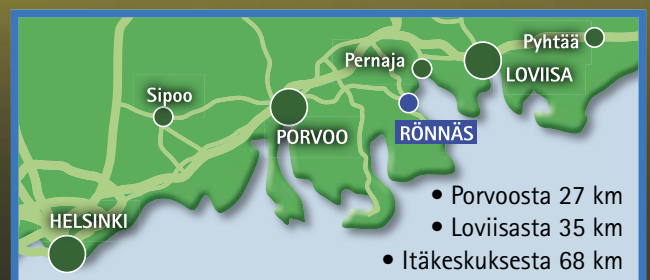 Pyhtää
Pernaja
LOVIISA
Sipoo
PORVOO
RÖNNÄS
HELSINKI
• Porvoosta 27 km
• Loviisasta 35 km
• Itäkeskuksesta 68 km